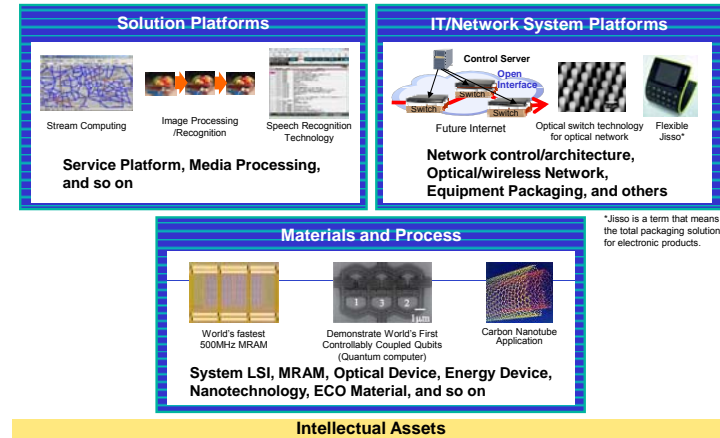 Solution Platforms
Stream Computing
Image Processing
/Recognition
Speech Recognition
Technology
Service Platform, Media Processing,
and so on
IT/Network System Platforms
Control Server
Open
Interface
Switch
Switch
Switch
Future Internet
Optical switch technology
for optical network
Flexible
Jisso*
Network control/architecture,
Optical/wireless Network,
Equipment Packaging, and others
*Jisso is a term that means
the total packaging solution
for electronic products.
Materials and Process
World's fastest
500MHz MRAM
1 3 2
1μm
Demonstrate World's First
Controllably Coupled Qubits
(Quantum computer)
Carbon Nanotube
Application
System LSI, MRAM, Optical Device, Energy Device,
Nanotechnology, ECO Material, and so on
Intellectual Assets